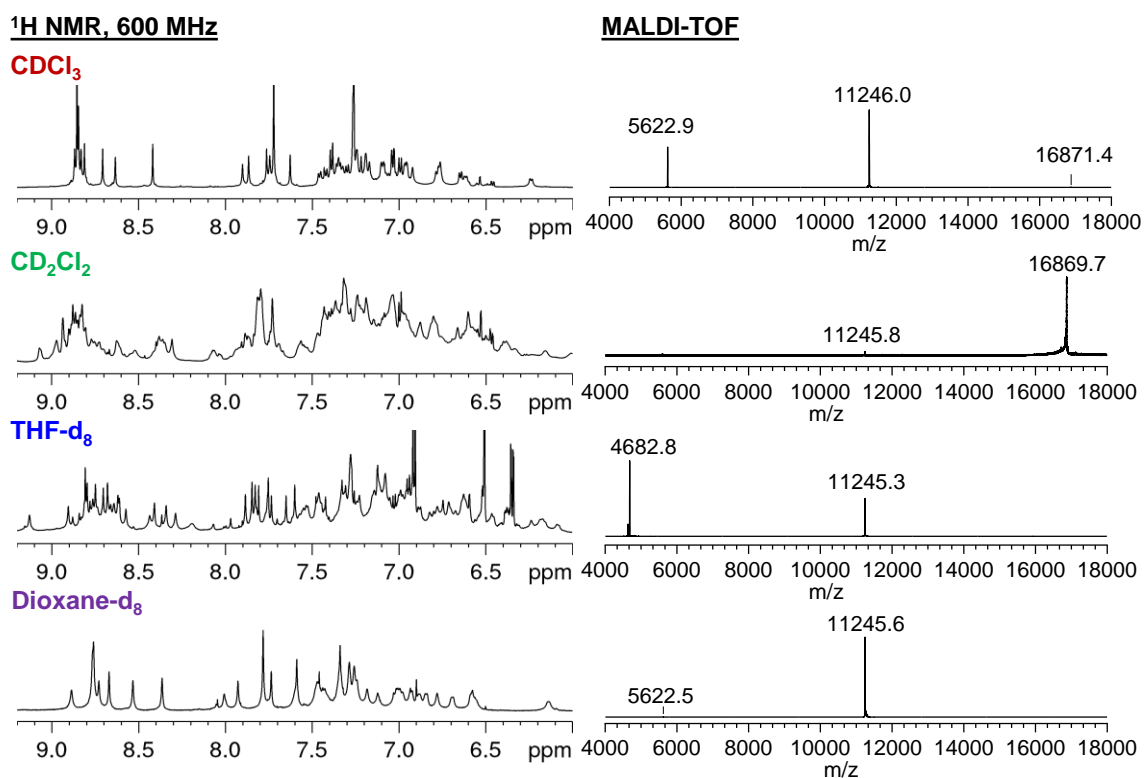 ¹H NMR, 600 MHz
MALDI-TOF
CDCl₃
9.0 8.5 8.0 7.5 7.0 6.5 ppm
5622.9
11246.0
16871.4
4000 6000 8000 10000 12000 14000 16000 18000
m/z
CD₂Cl₂
9.0 8.5 8.0 7.5 7.0 6.5 ppm
11245.8
16869.7
4000 6000 8000 10000 12000 14000 16000 18000
m/z
THF-d₈
9.0 8.5 8.0 7.5 7.0 6.5 ppm
4682.8
11245.3
4000 6000 8000 10000 12000 14000 16000 18000
m/z
Dioxane-d₈
9.0 8.5 8.0 7.5 7.0 6.5 ppm
5622.5
11245.6
4000 6000 8000 10000 12000 14000 16000 18000
m/z